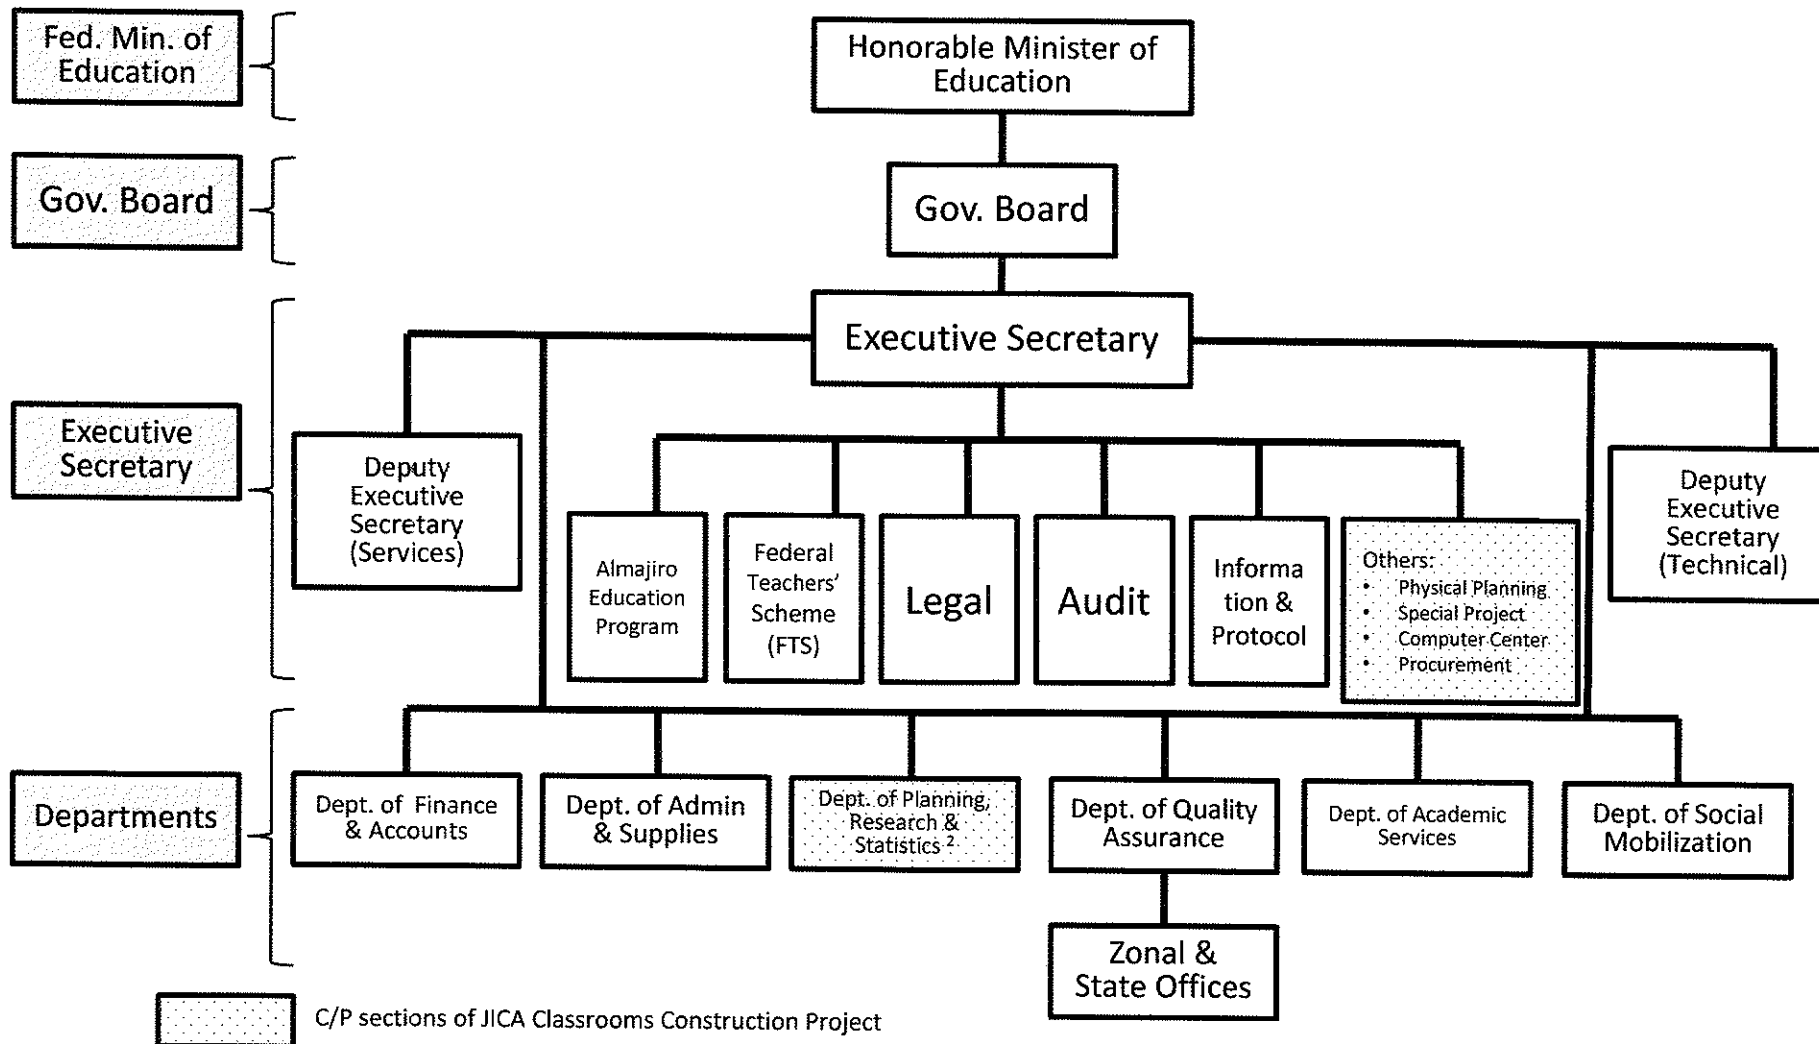 Fed. Min. of
Education
Honorable Minister of
Education
Gov. Board
Gov. Board
Executive Secretary
Executive
Secretary
Deputy
Executive
Secretary
(Services)
Almajiro
Education
Program
Federal
Teachers'
Scheme
(FTS)
Legal
Audit
Informa
tion &
Protocol
Others:
• Physical Planning
• Special Project
• Computer Center
• Procurement
Deputy
Executive
Secretary
(Technical)
Departments
Dept. of Finance
& Accounts
Dept. of Admin
& Supplies
Dept. of Planning,
Research &
Statistics ²
Dept. of Quality
Assurance
Dept. of Academic
Services
Dept. of Social
Mobilization
Zonal &
State Offices
C/P sections of JICA Classrooms Construction Project